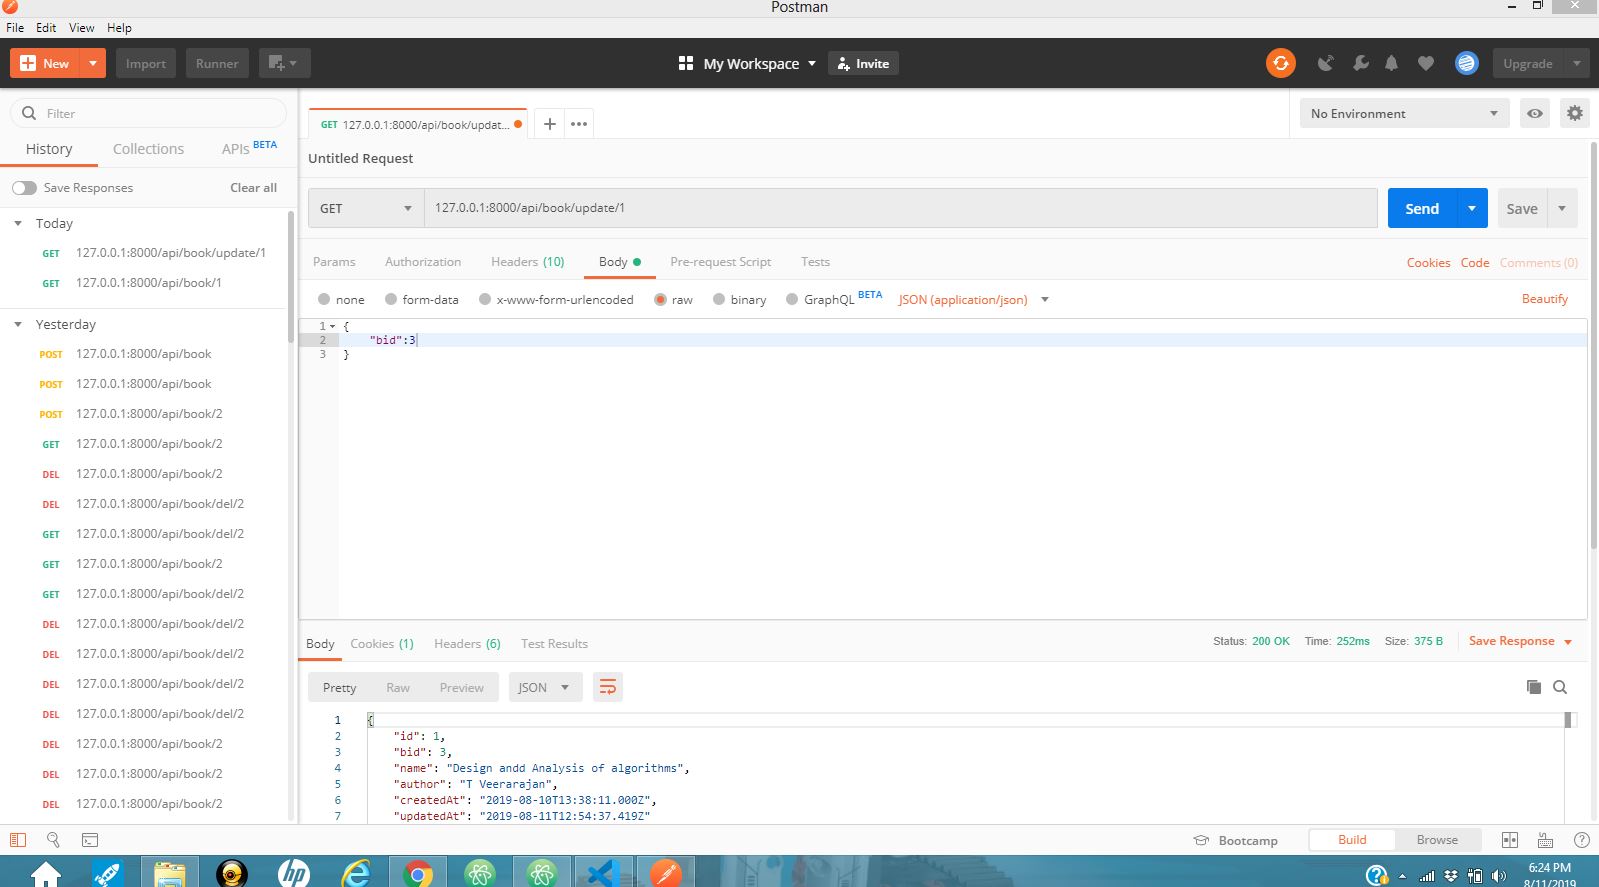 Postman
File Edit View Help
New Import Runner My Workspace Invite Upgrade
Filter
History Collections APIs BETA
Save Responses Clear all
Today
GET 127.0.0.1:8000/api/book/update/1
GET 127.0.0.1:8000/api/book/1
Yesterday
POST 127.0.0.1:8000/api/book
POST 127.0.0.1:8000/api/book
POST 127.0.0.1:8000/api/book/2
GET 127.0.0.1:8000/api/book/2
DEL 127.0.0.1:8000/api/book/2
DEL 127.0.0.1:8000/api/book/del/2
GET 127.0.0.1:8000/api/book/del/2
GET 127.0.0.1:8000/api/book/2
GET 127.0.0.1:8000/api/book/del/2
DEL 127.0.0.1:8000/api/book/del/2
DEL 127.0.0.1:8000/api/book/del/2
DEL 127.0.0.1:8000/api/book/del/2
DEL 127.0.0.1:8000/api/book/del/2
DEL 127.0.0.1:8000/api/book/2
DEL 127.0.0.1:8000/api/book/2
DEL 127.0.0.1:8000/api/book/2
GET 127.0.0.1:8000/api/book/updat... No Environment
Untitled Request
GET 127.0.0.1:8000/api/book/update/1 Send Save
Params Authorization Headers (10) Body Pre-request Script Tests Cookies Code Comments (0)
none form-data x-www-form-urlencoded raw binary GraphQL BETA JSON (application/json) Beautify
1 {
2 "bid":3
3 }
Body Cookies (1) Headers (6) Test Results Status: 200 OK Time: 252ms Size: 375 B Save Response
Pretty Raw Preview JSON
1 {
2 "id": 1,
3 "bid": 3,
4 "name": "Design andd Analysis of algorithms",
5 "author": "T Veerarajan",
6 "createdAt": "2019-08-10T13:38:11.000Z",
7 "updatedAt": "2019-08-11T12:54:37.419Z"
Bootcamp Build Browse
hp
6:24 PM
8/11/2019